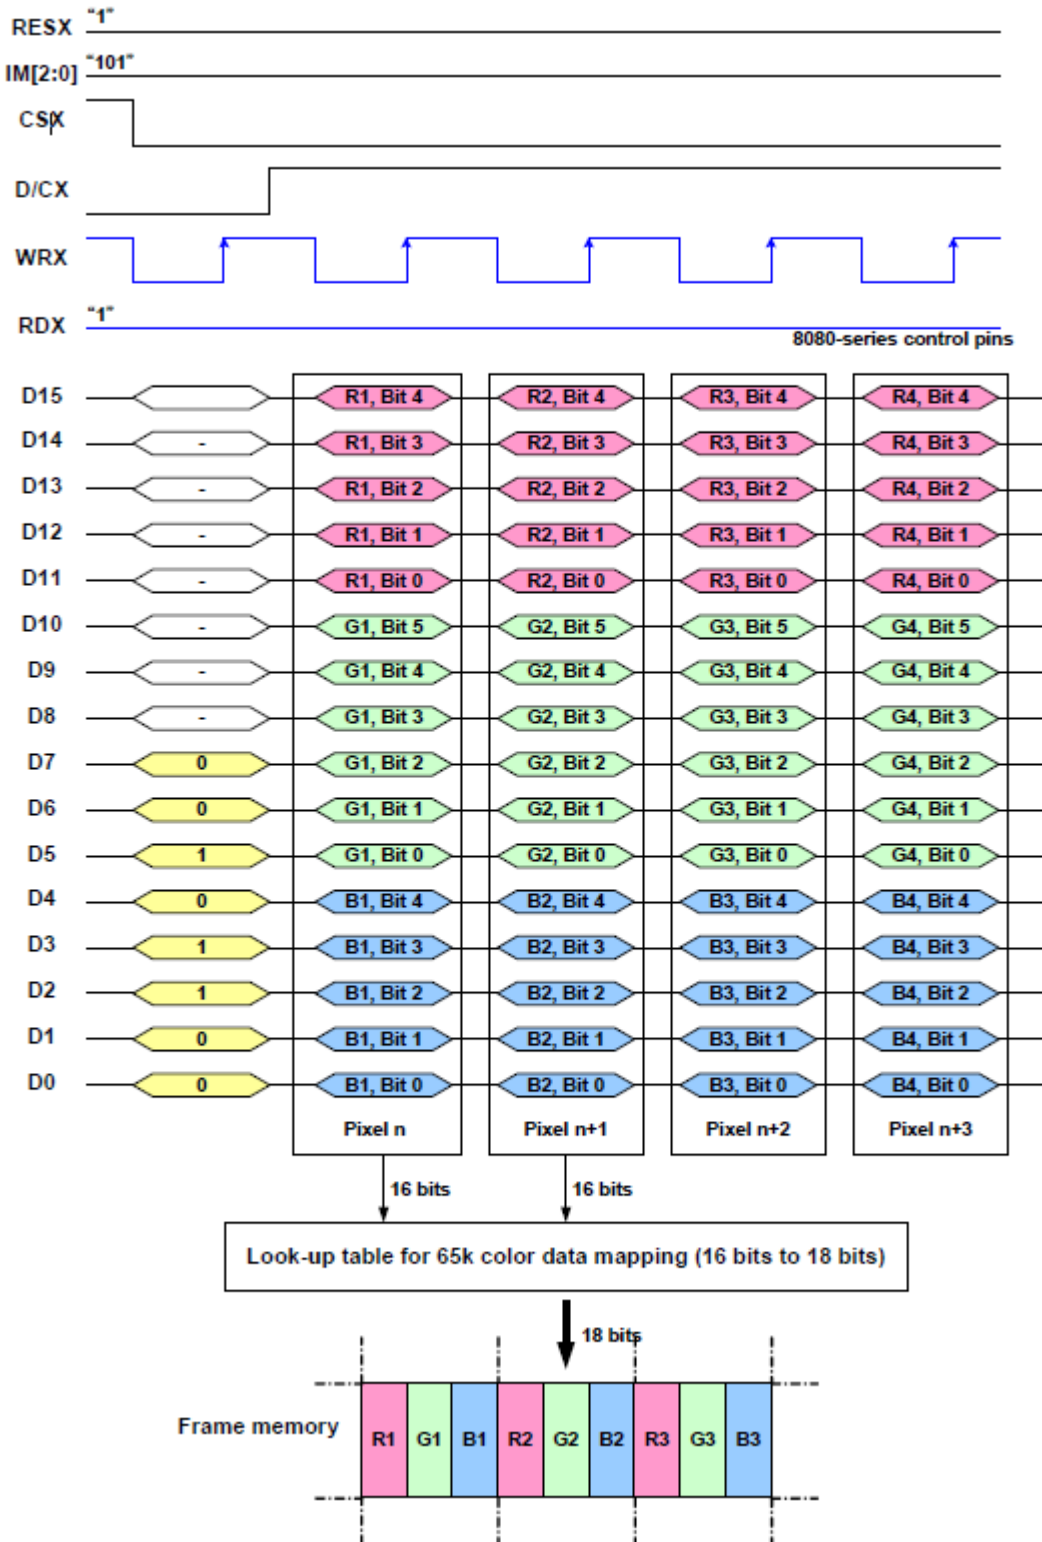 RESX "1"
IM[2:0] "101"
CSX
D/CX
WRX
RDX "1"
8080-series control pins
D15 R1, Bit 4 R2, Bit 4 R3, Bit 4 R4, Bit 4
D14 - R1, Bit 3 R2, Bit 3 R3, Bit 3 R4, Bit 3
D13 - R1, Bit 2 R2, Bit 2 R3, Bit 2 R4, Bit 2
D12 - R1, Bit 1 R2, Bit 1 R3, Bit 1 R4, Bit 1
D11 - R1, Bit 0 R2, Bit 0 R3, Bit 0 R4, Bit 0
D10 - G1, Bit 5 G2, Bit 5 G3, Bit 5 G4, Bit 5
D9 - G1, Bit 4 G2, Bit 4 G3, Bit 4 G4, Bit 4
D8 - G1, Bit 3 G2, Bit 3 G3, Bit 3 G4, Bit 3
D7 0 G1, Bit 2 G2, Bit 2 G3, Bit 2 G4, Bit 2
D6 0 G1, Bit 1 G2, Bit 1 G3, Bit 1 G4, Bit 1
D5 1 G1, Bit 0 G2, Bit 0 G3, Bit 0 G4, Bit 0
D4 0 B1, Bit 4 B2, Bit 4 B3, Bit 4 B4, Bit 4
D3 1 B1, Bit 3 B2, Bit 3 B3, Bit 3 B4, Bit 3
D2 1 B1, Bit 2 B2, Bit 2 B3, Bit 2 B4, Bit 2
D1 0 B1, Bit 1 B2, Bit 1 B3, Bit 1 B4, Bit 1
D0 0 B1, Bit 0 B2, Bit 0 B3, Bit 0 B4, Bit 0
Pixel n Pixel n+1 Pixel n+2 Pixel n+3
16 bits 16 bits
Look-up table for 65k color data mapping (16 bits to 18 bits)
18 bits
Frame memory R1 G1 B1 R2 G2 B2 R3 G3 B3